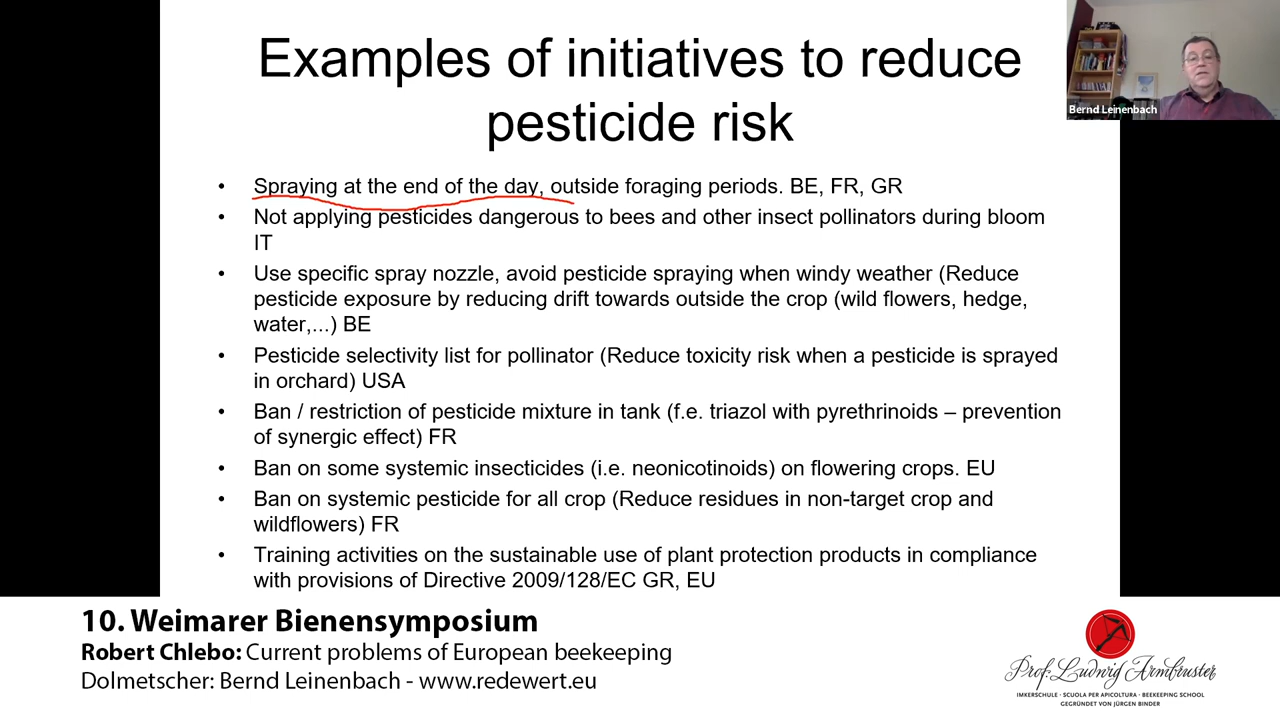 Examples of initiatives to reduce
pesticide risk
Bernd Leinenbach
• Spraying at the end of the day, outside foraging periods. BE, FR, GR
• Not applying pesticides dangerous to bees and other insect pollinators during bloom
IT
• Use specific spray nozzle, avoid pesticide spraying when windy weather (Reduce
pesticide exposure by reducing drift towards outside the crop (wild flowers, hedge,
water,...) BE
• Pesticide selectivity list for pollinator (Reduce toxicity risk when a pesticide is sprayed
in orchard) USA
• Ban / restriction of pesticide mixture in tank (f.e. triazol with pyrethrinoids – prevention
of synergic effect) FR
• Ban on some systemic insecticides (i.e. neonicotinoids) on flowering crops. EU
• Ban on systemic pesticide for all crop (Reduce residues in non-target crop and
wildflowers) FR
• Training activities on the sustainable use of plant protection products in compliance
with provisions of Directive 2009/128/EC GR, EU
10. Weimarer Bienensymposium
Robert Chlebo: Current problems of European beekeeping
Dolmetscher: Bernd Leinenbach - www.redewert.eu
Prof. Ludwig Armbruster
IMKERSCHULE · SCUOLA PER APICOLTURA · BEEKEEPING SCHOOL
GEGRÜNDET VON JÜRGEN BINDER